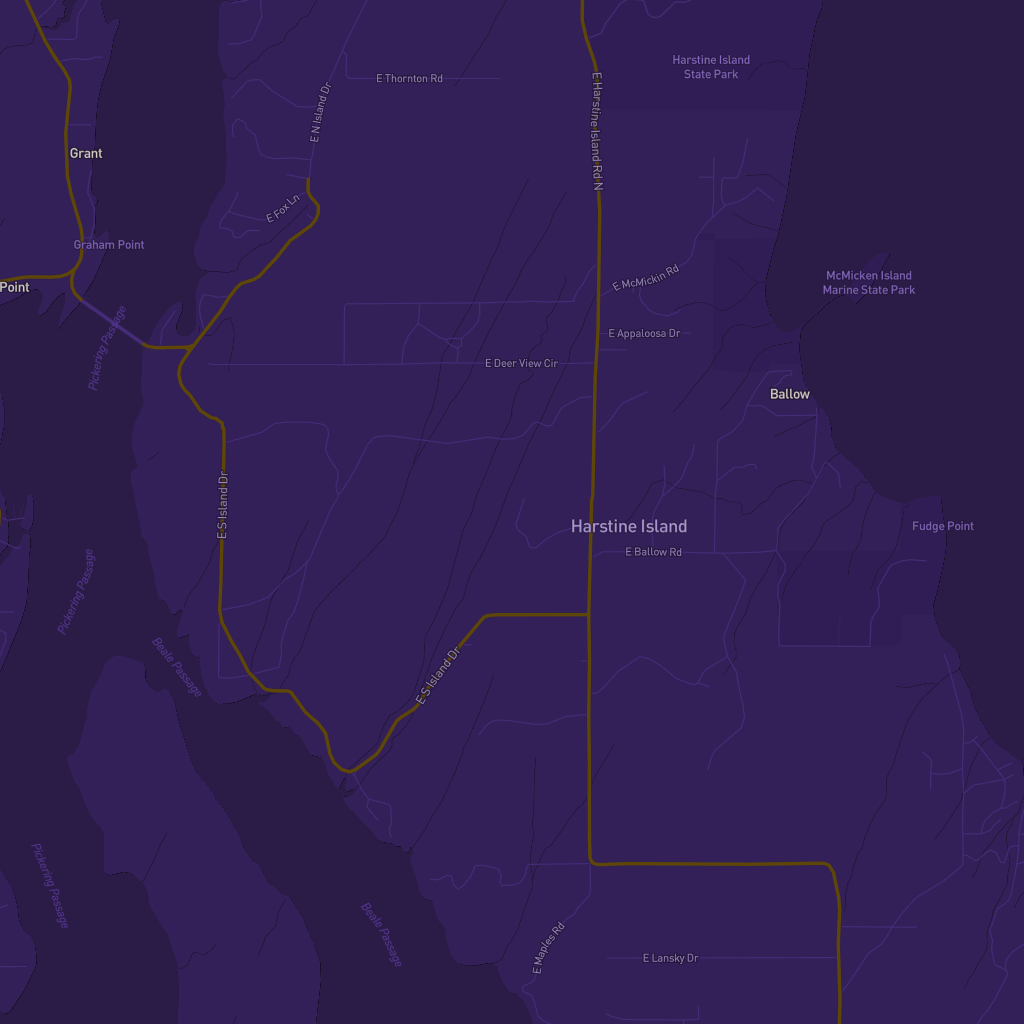 Harstine Island
State Park
E Thornton Rd
E N Island Dr
E Harstine Island Rd N
Grant
E Fox Ln
Graham Point
E McMickin Rd
McMicken Island
Marine State Park
Point
Pickering Passage
E Appaloosa Dr
E Deer View Cir
Ballow
E S Island Dr
Harstine Island
Fudge Point
E Ballow Rd
Pickering Passage
Beale Passage
E S Island Dr
Pickering Passage
Beale Passage
E Maples Rd
E Lansky Dr